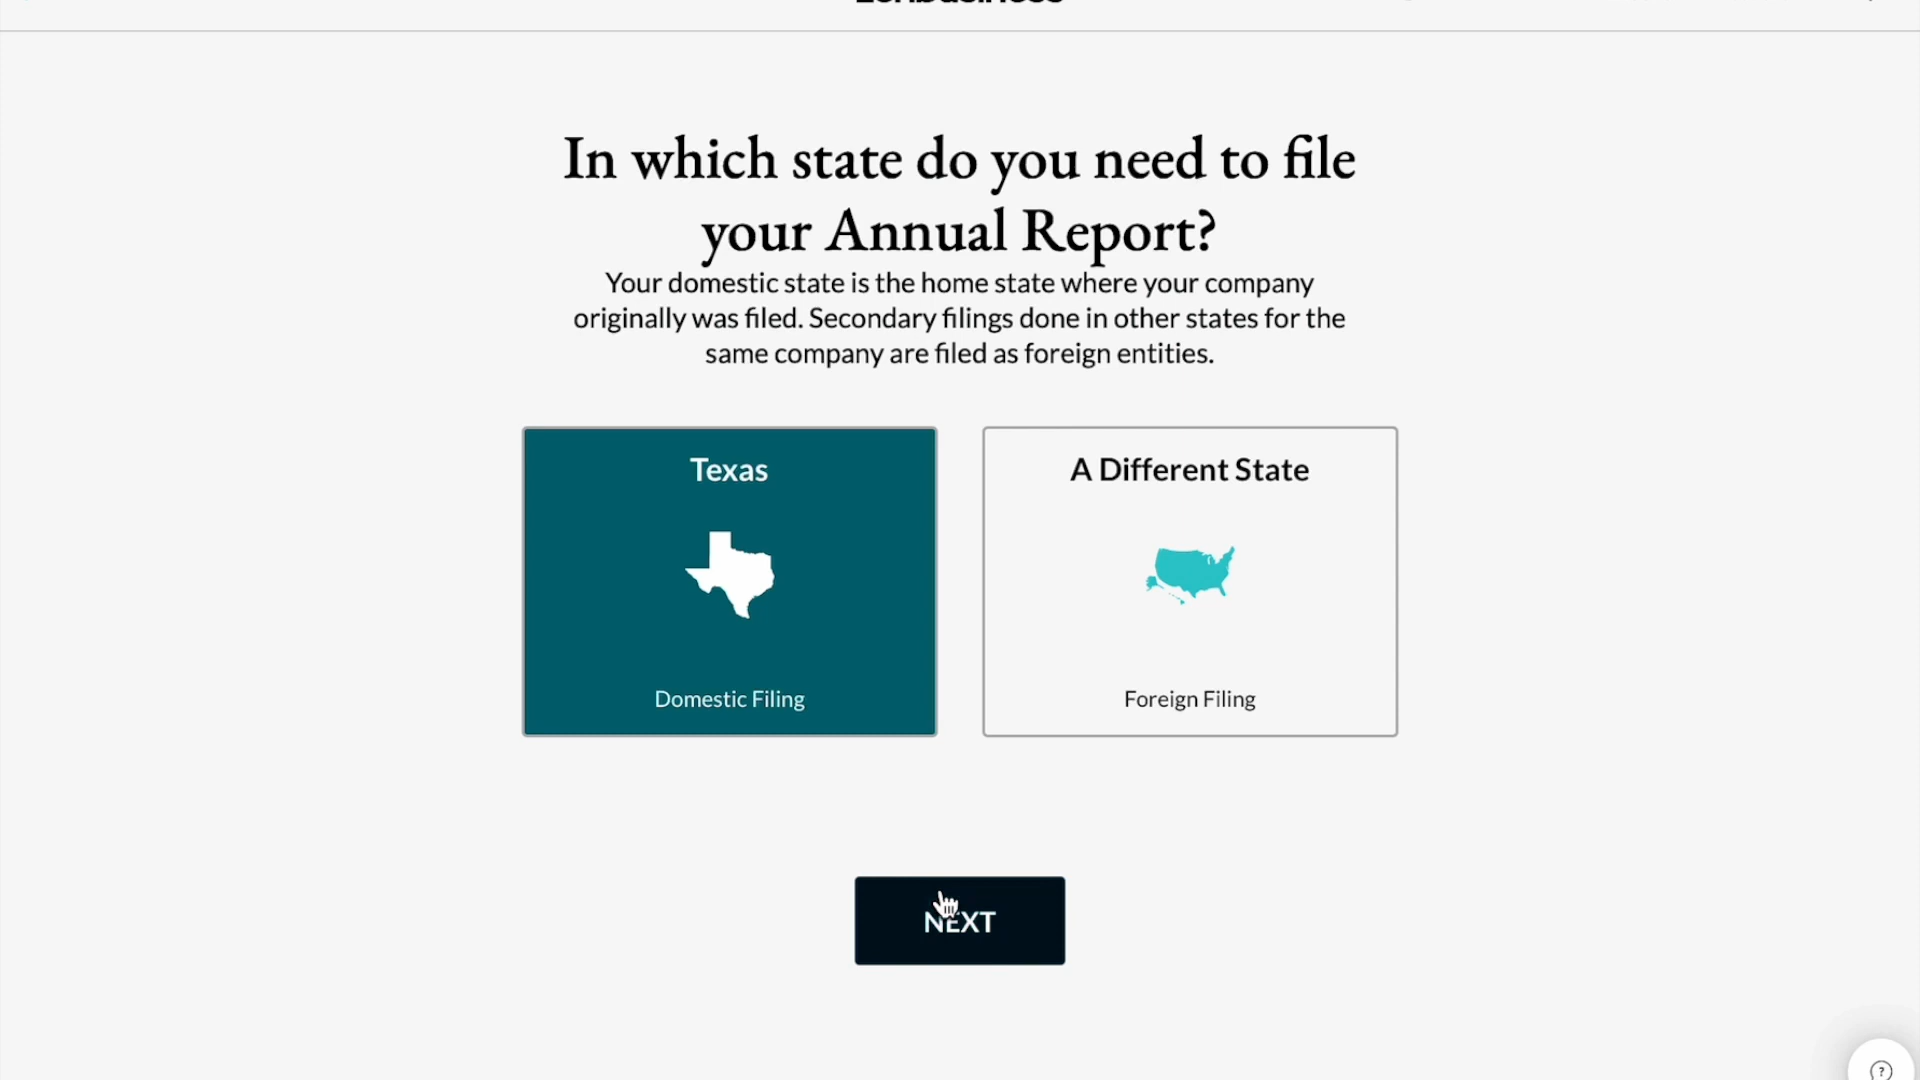 In which state do you need to file
your Annual Report?
Your domestic state is the home state where your company
originally was filed. Secondary filings done in other states for the
same company are filed as foreign entities.
Texas
A Different State
Domestic Filing
Foreign Filing
NEXT
?